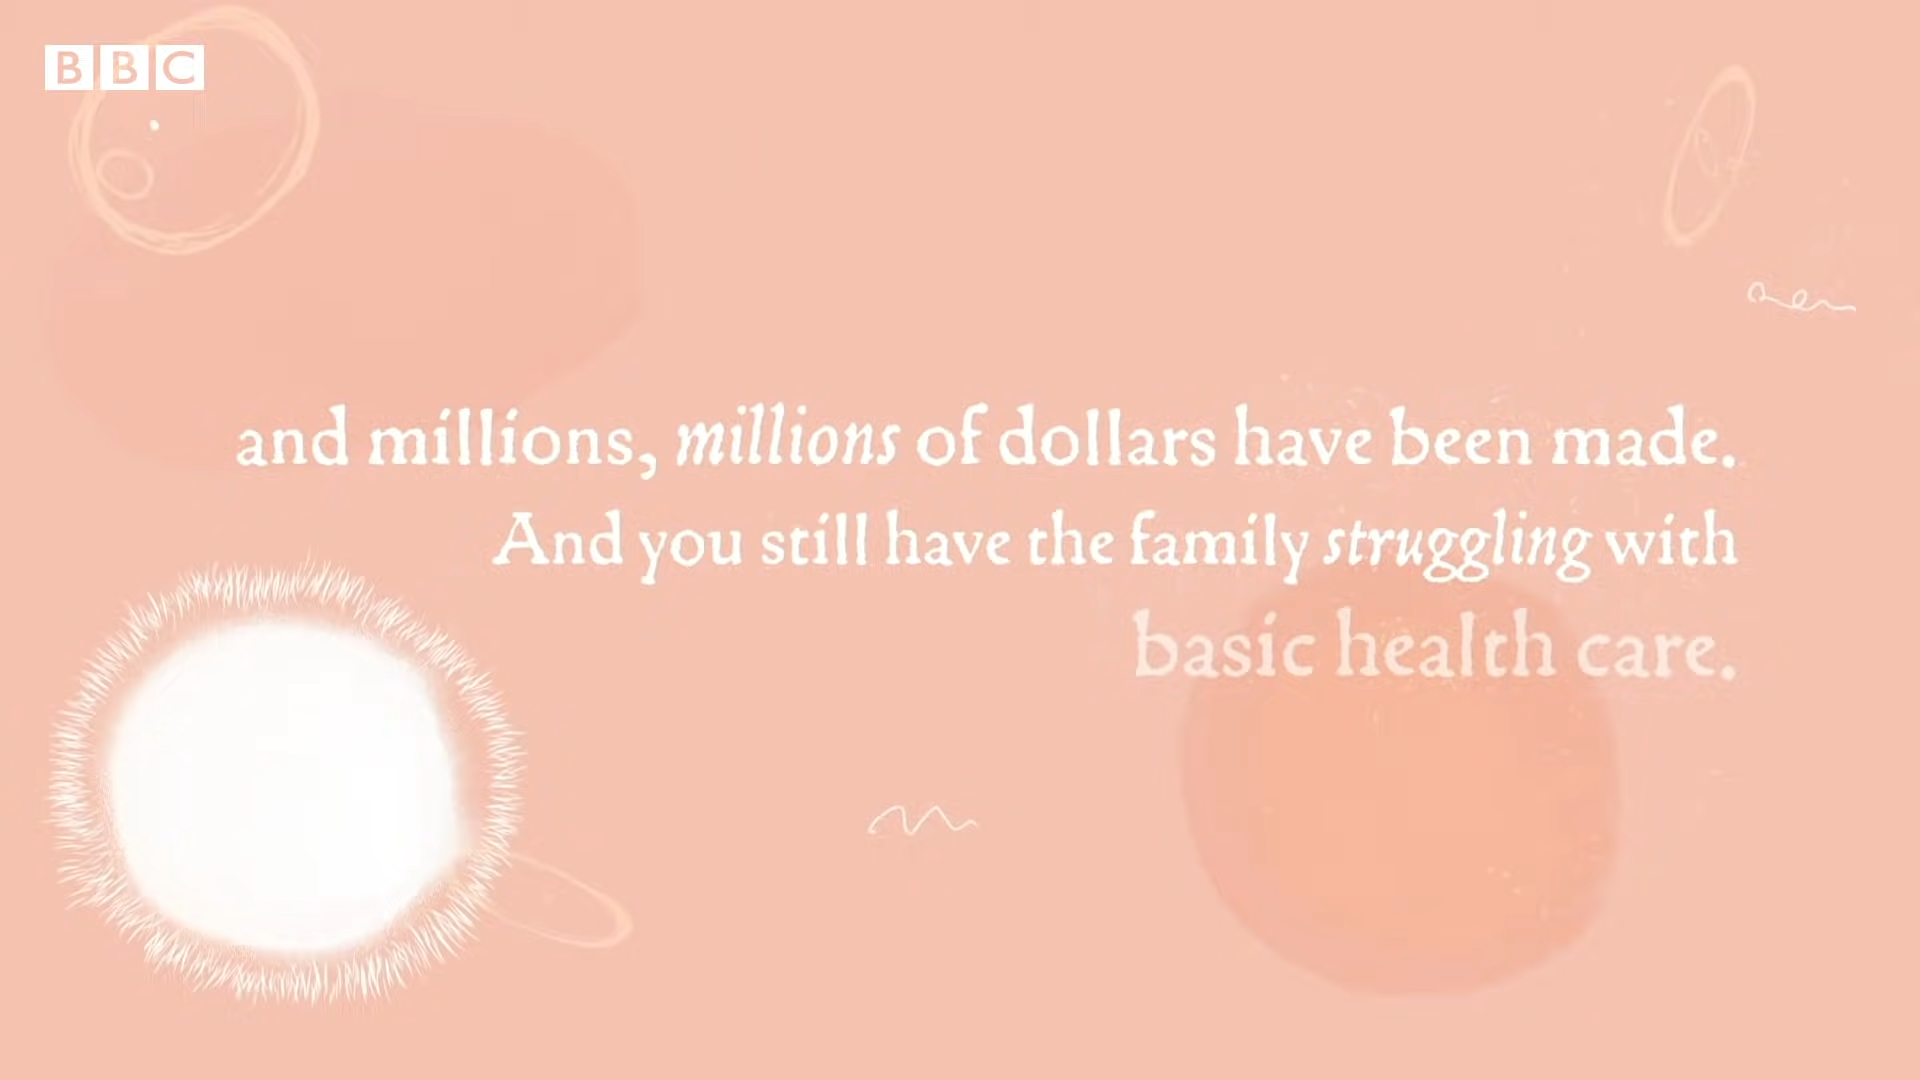 BBC
and millions, millions of dollars have been made.
And you still have the family struggling with
basic health care.